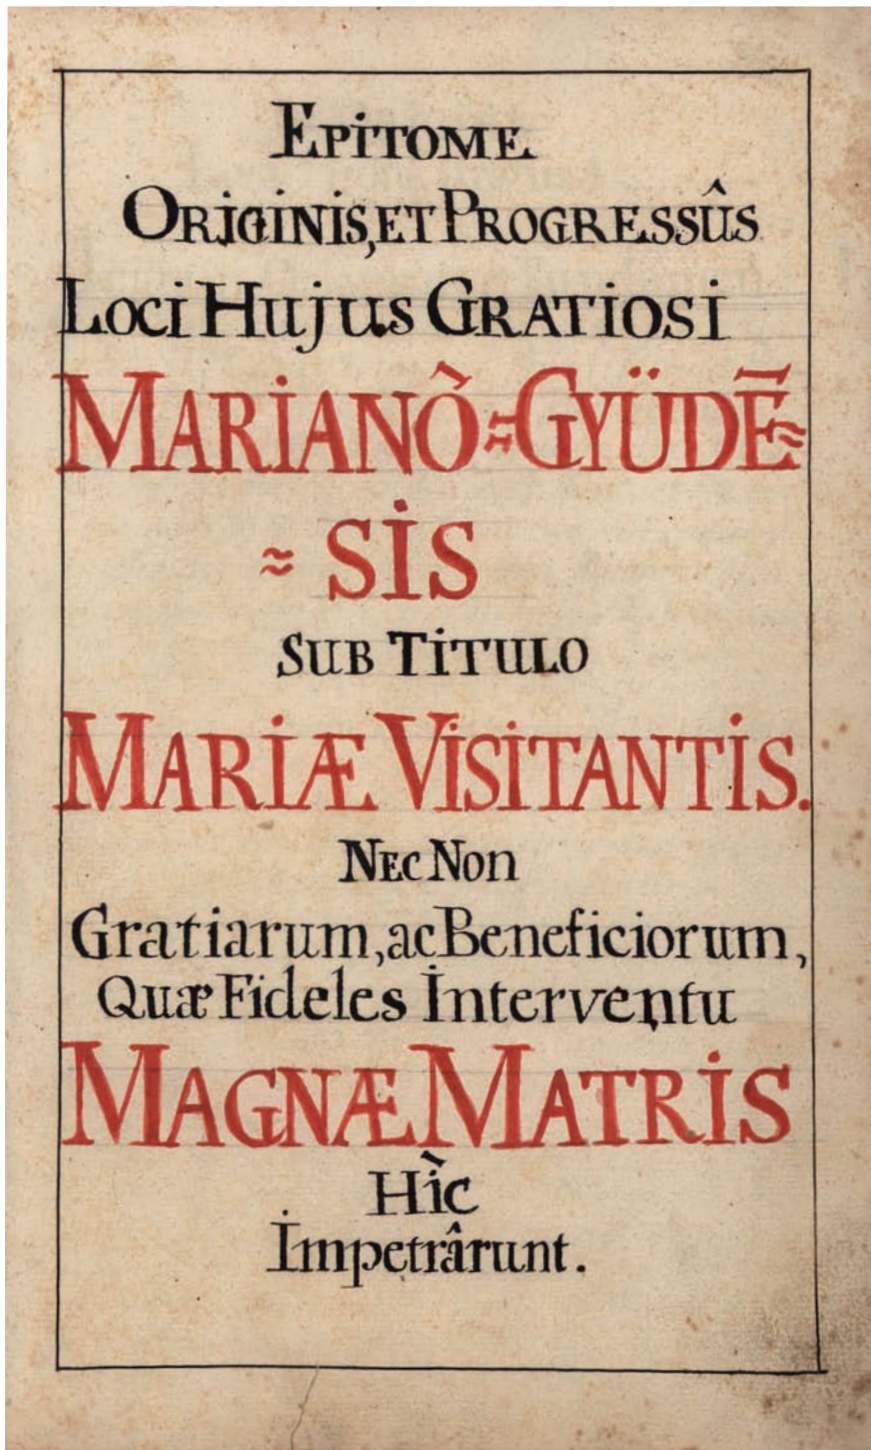 EPiTOME
ORiGiNiS, ET PROGRESSÛS
LOCi HUjUS GRATiOSi
MARiANÒ=GYÜDĒ=
=SiS
SUB TiTULO
MARiÆ ViSiTANTiS.
NEC NOn
Gratiarum, ac Beneficiorum,
Quæ Fideles Interventu
MAGNÆ MATRiS
Hìc
Impetrârunt.